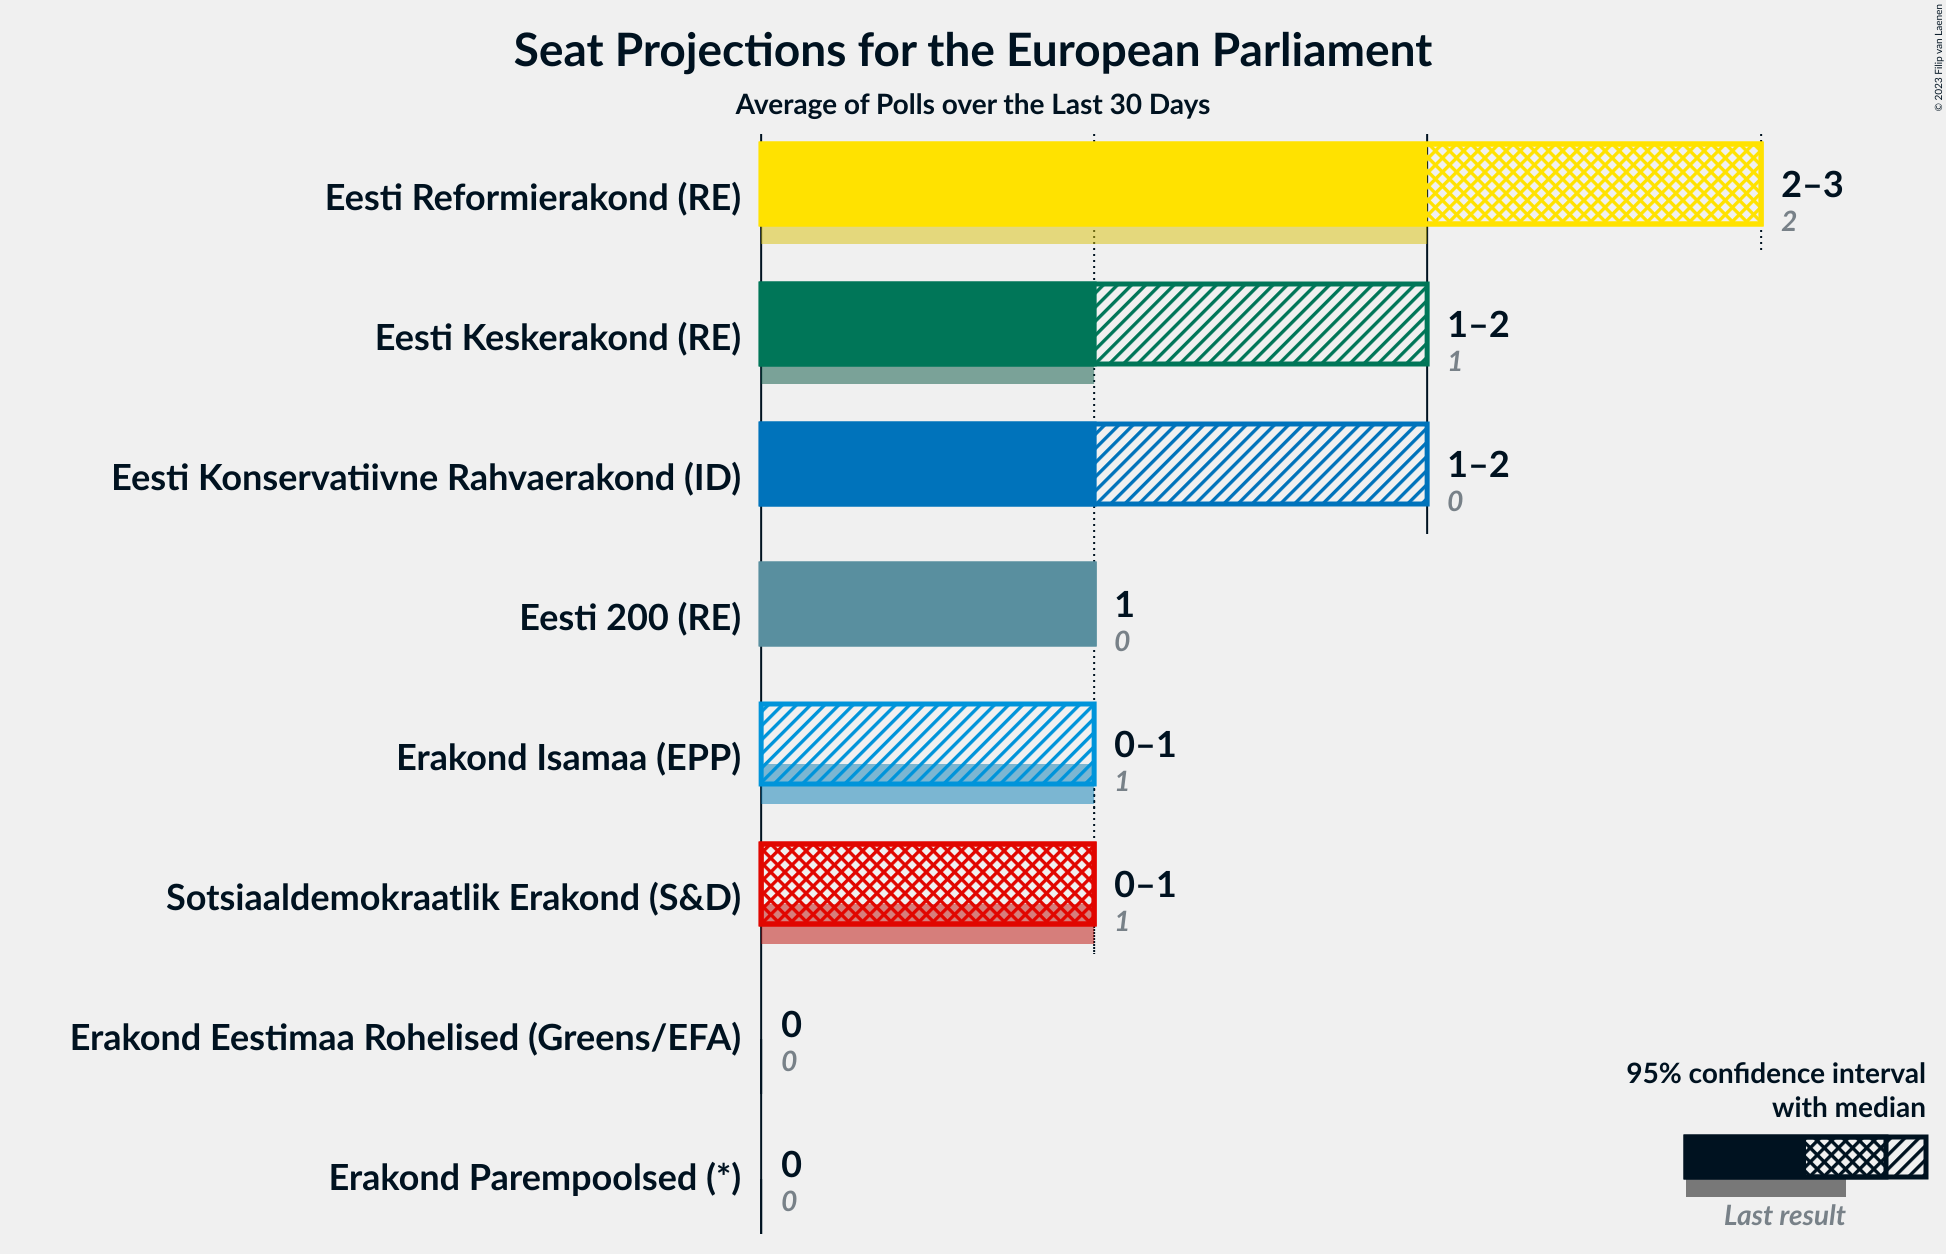 Seat Projections for the European Parliament
Average of Polls over the Last 30 Days
© 2023 Filip van Laenen
Eesti Reformierakond (RE)
2–3
2
Eesti Keskerakond (RE)
1–2
1
Eesti Konservatiivne Rahvaerakond (ID)
1–2
0
Eesti 200 (RE)
1
0
Erakond Isamaa (EPP)
0–1
1
Sotsiaaldemokraatlik Erakond (S&D)
0–1
1
Erakond Eestimaa Rohelised (Greens/EFA)
0
0
Erakond Parempoolsed (*)
0
0
95% confidence interval
with median
Last result